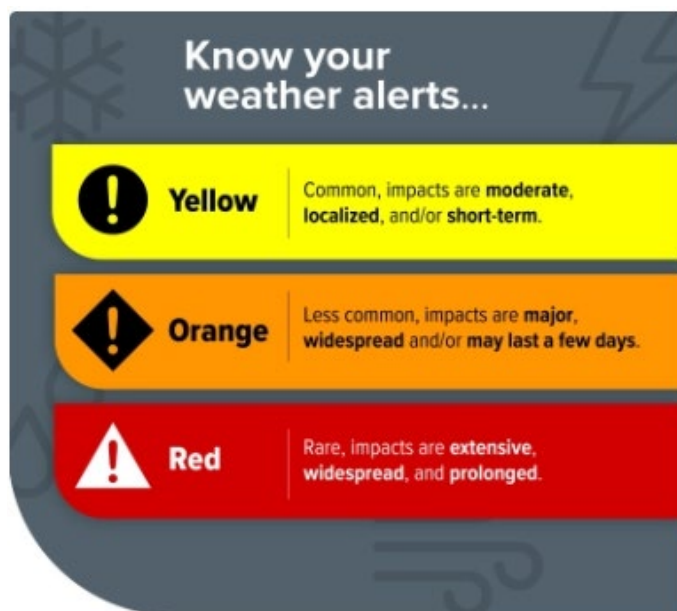 Know your
weather alerts...
Yellow
Common, impacts are moderate,
localized, and/or short-term.
Orange
Less common, impacts are major,
widespread and/or may last a few days.
Red
Rare, impacts are extensive,
widespread, and prolonged.